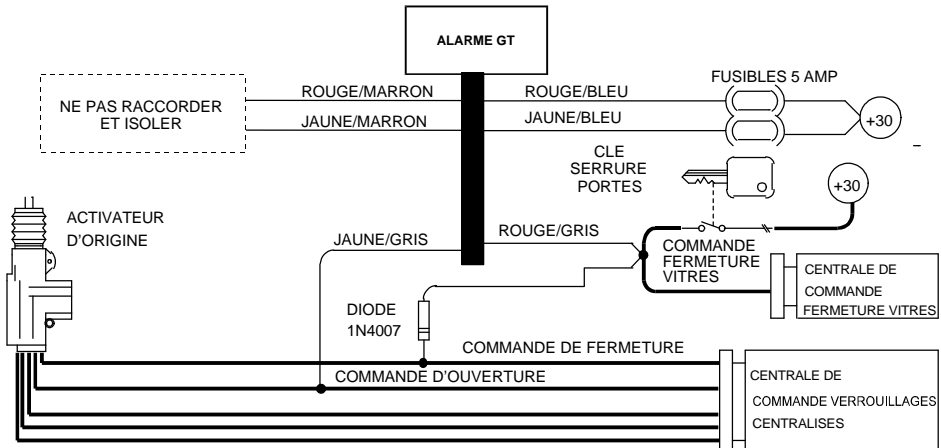 ALARME GT
NE PAS RACCORDER
ET ISOLER
ROUGE/MARRON
JAUNE/MARRON
ROUGE/BLEU
JAUNE/BLEU
FUSIBLES 5 AMP
+30
CLE
SERRURE
PORTES
+30
ACTIVATEUR
D'ORIGINE
JAUNE/GRIS
ROUGE/GRIS
COMMANDE
FERMETURE
VITRES
CENTRALE DE
COMMANDE
FERMETURE VITRES
DIODE
1N4007
COMMANDE DE FERMETURE
COMMANDE D'OUVERTURE
CENTRALE DE
COMMANDE VERROUILLAGES
CENTRALISES